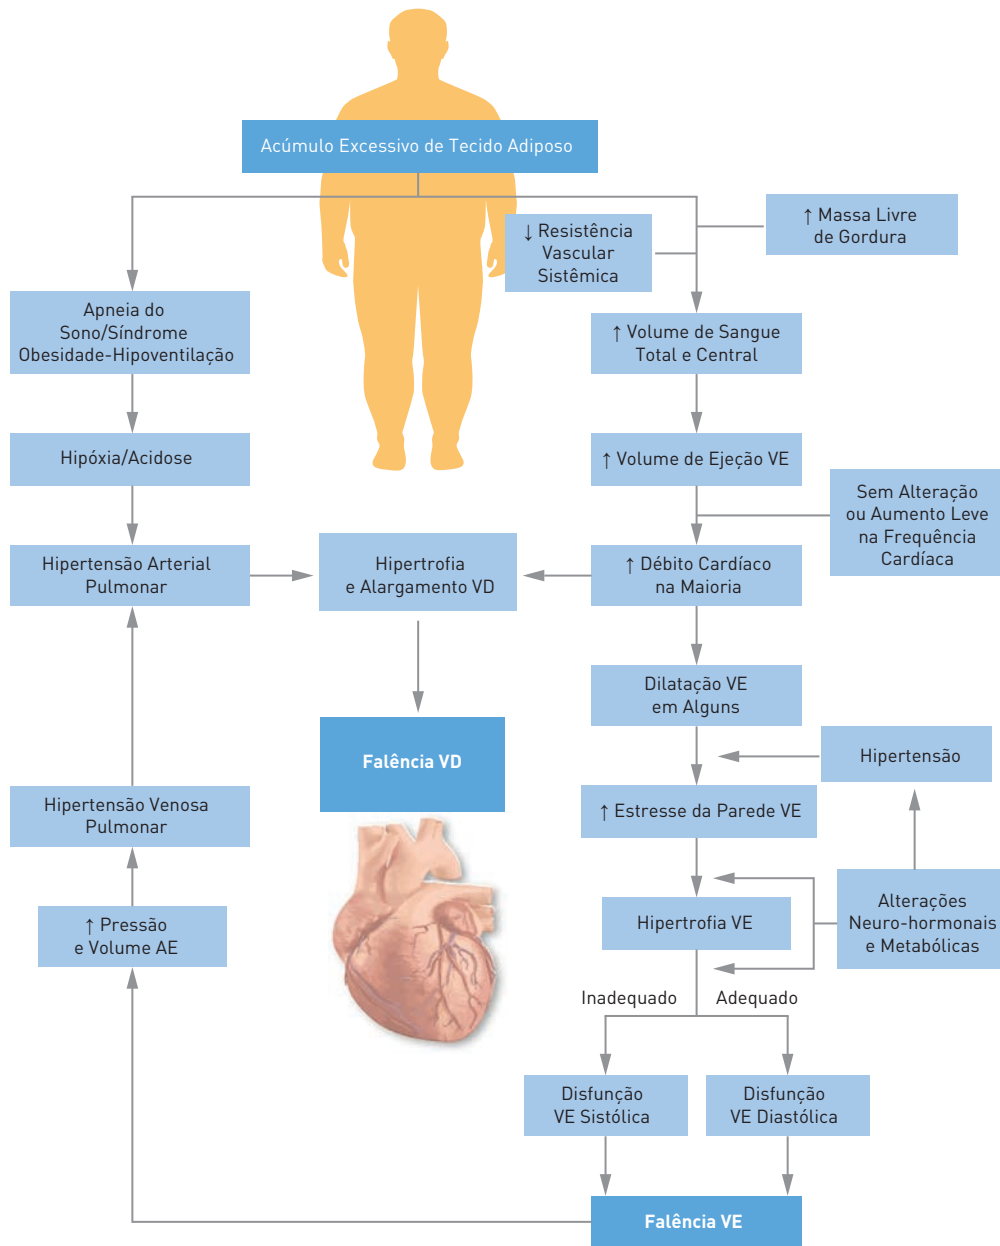 Acúmulo Excessivo de Tecido Adiposo
↑ Massa Livre
de Gordura
↓ Resistência
Vascular
Sistêmica
Apneia do
Sono/Síndrome
Obesidade-Hipoventilação
↑ Volume de Sangue
Total e Central
Hipóxia/Acidose
↑ Volume de Ejeção VE
Sem Alteração
ou Aumento Leve
na Frequência
Cardíaca
Hipertensão Arterial
Pulmonar
Hipertrofia
e Alargamento VD
↑ Débito Cardíaco
na Maioria
Dilatação VE
em Alguns
Falência VD
Hipertensão
Hipertensão Venosa
Pulmonar
↑ Estresse da Parede VE
↑ Pressão
e Volume AE
Hipertrofia VE
Alterações
Neuro-hormonais
e Metabólicas
Inadequado
Adequado
Disfunção
VE Sistólica
Disfunção
VE Diastólica
Falência VE